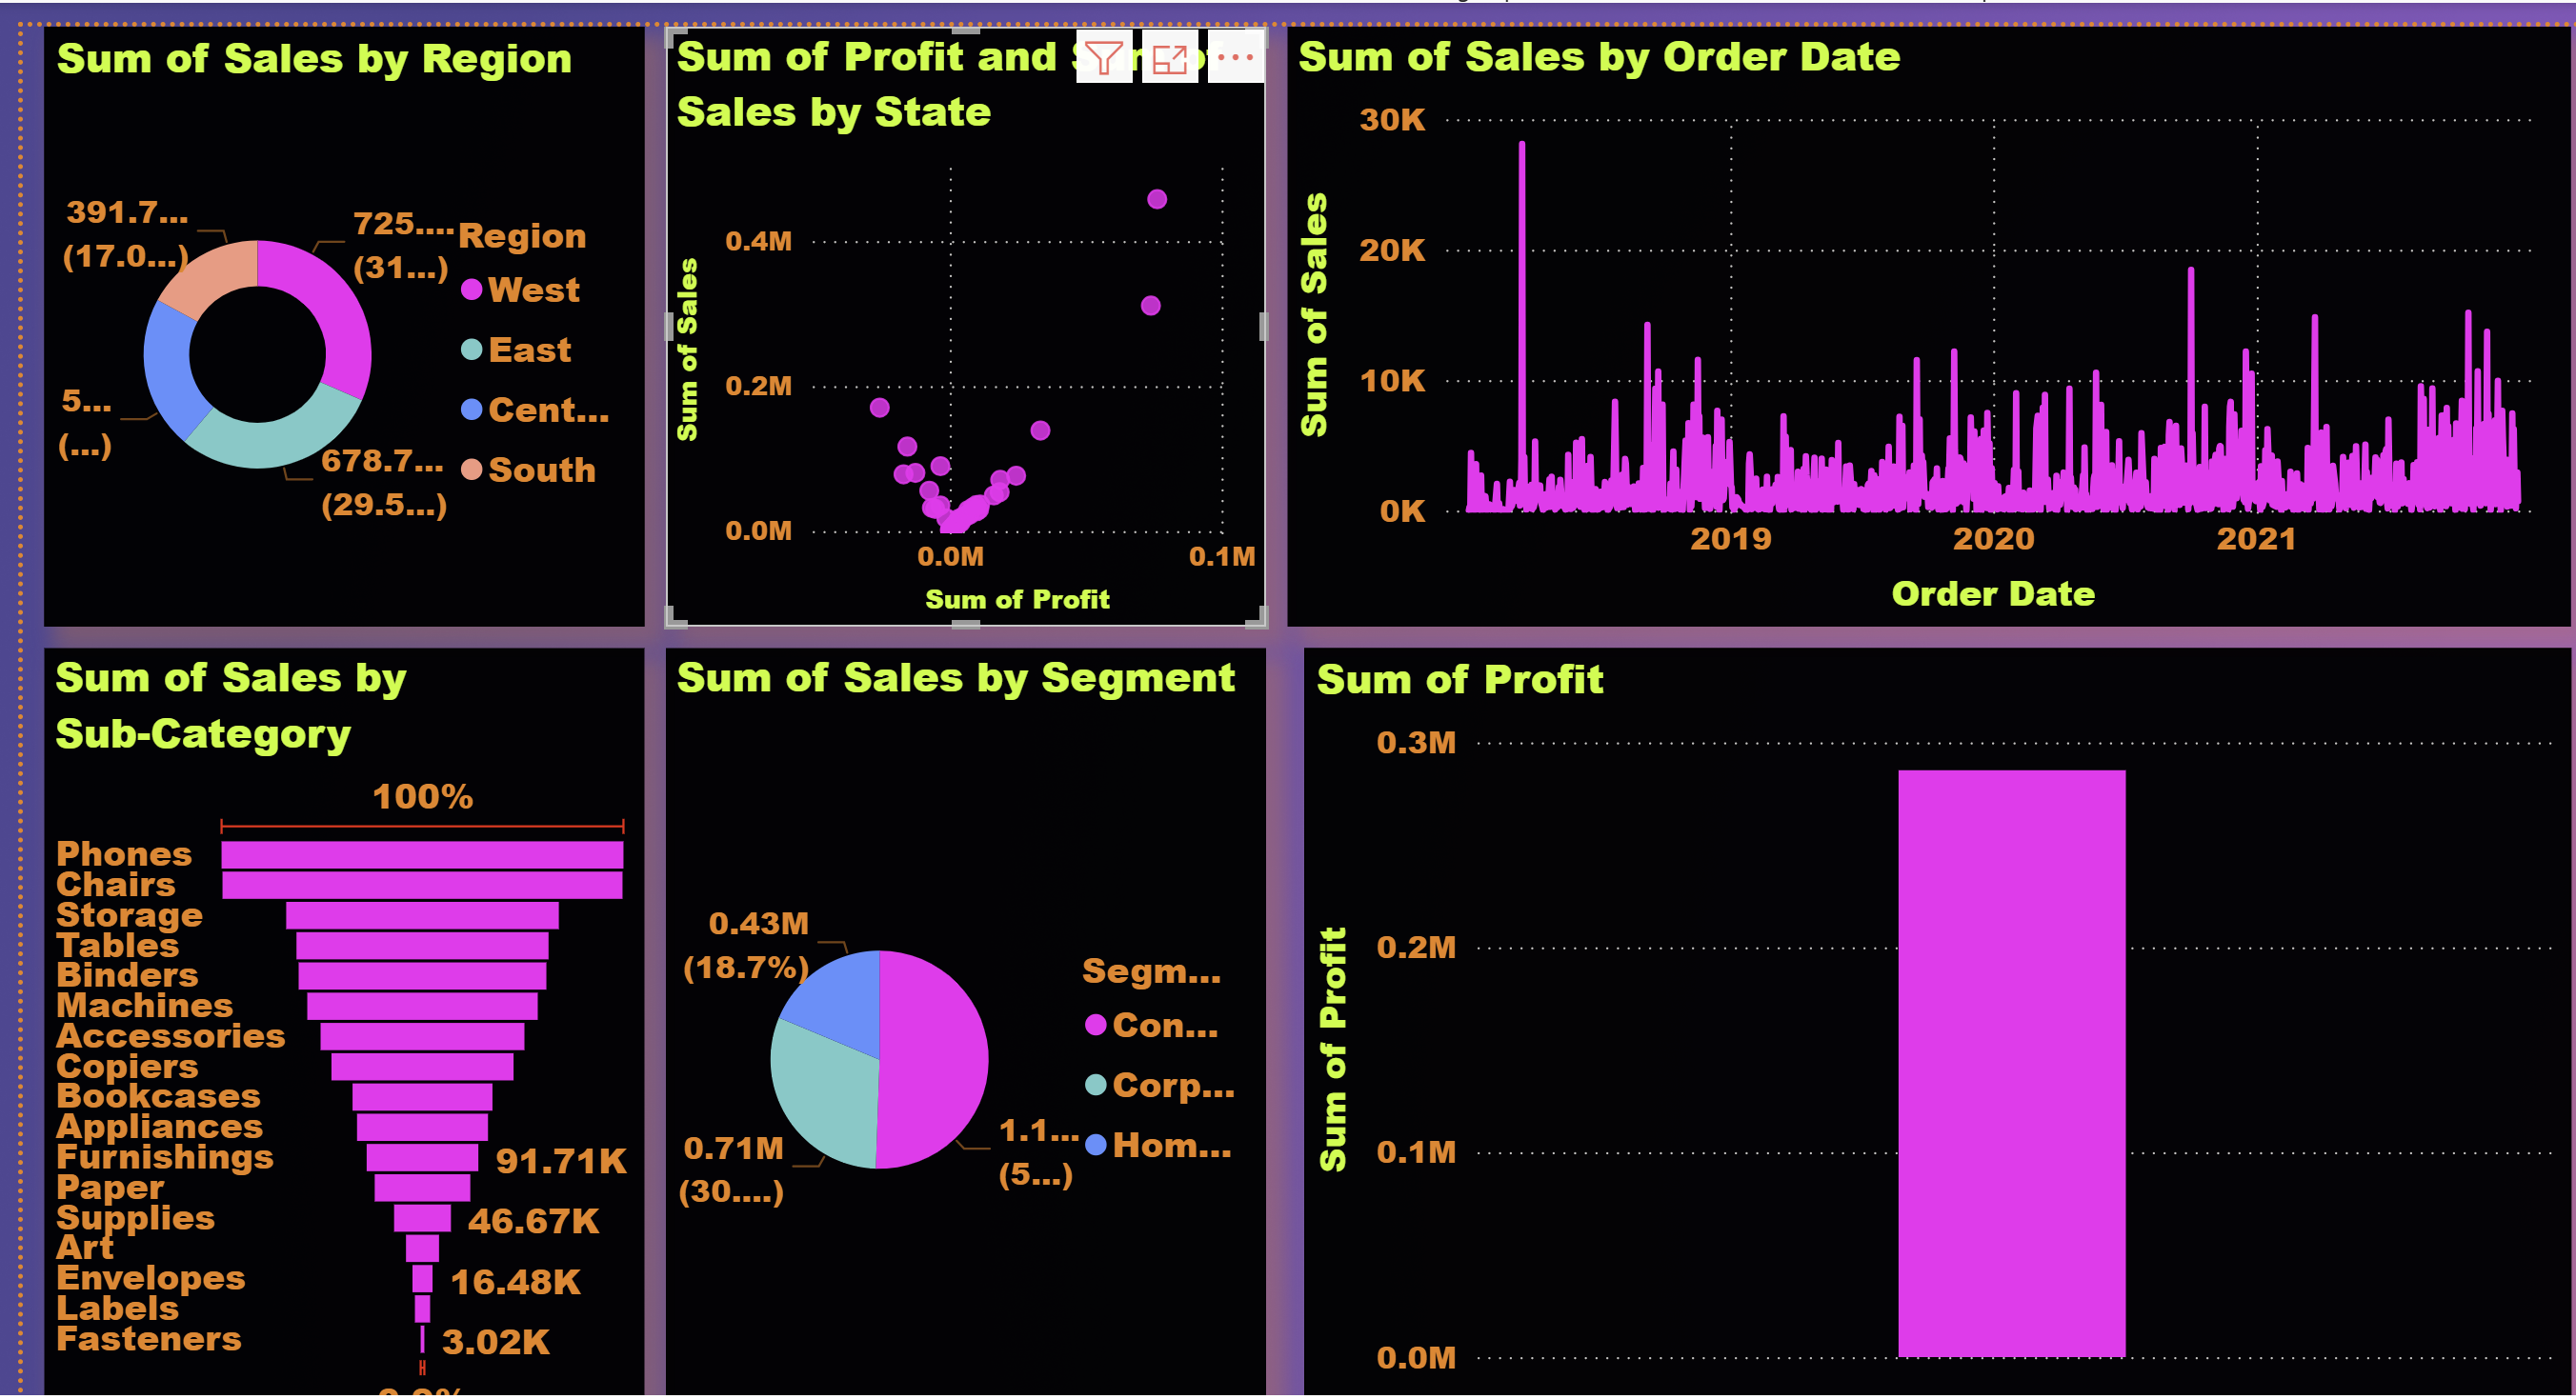 Sum of Sales by Region
391.7...
(17.0...)
725....
(31...)
5...
(...)
678.7...
(29.5...)
Region
West
East
Cent...
South
Sum of Profit and
Sales by State
Sum of Sales
0.4M
0.2M
0.0M
0.0M
0.1M
Sum of Profit
Sum of Sales by Order Date
Sum of Sales
30K
20K
10K
0K
2019
2020
2021
Order Date
Sum of Sales by
Sub-Category
100%
Phones
Chairs
Storage
Tables
Binders
Machines
Accessories
Copiers
Bookcases
Appliances
Furnishings 91.71K
Paper
Supplies 46.67K
Art
Envelopes 16.48K
Labels
Fasteners 3.02K
Sum of Sales by Segment
0.43M
(18.7%)
0.71M
(30....)
1.1...
(5...)
Segm...
Con...
Corp...
Hom...
Sum of Profit
Sum of Profit
0.3M
0.2M
0.1M
0.0M